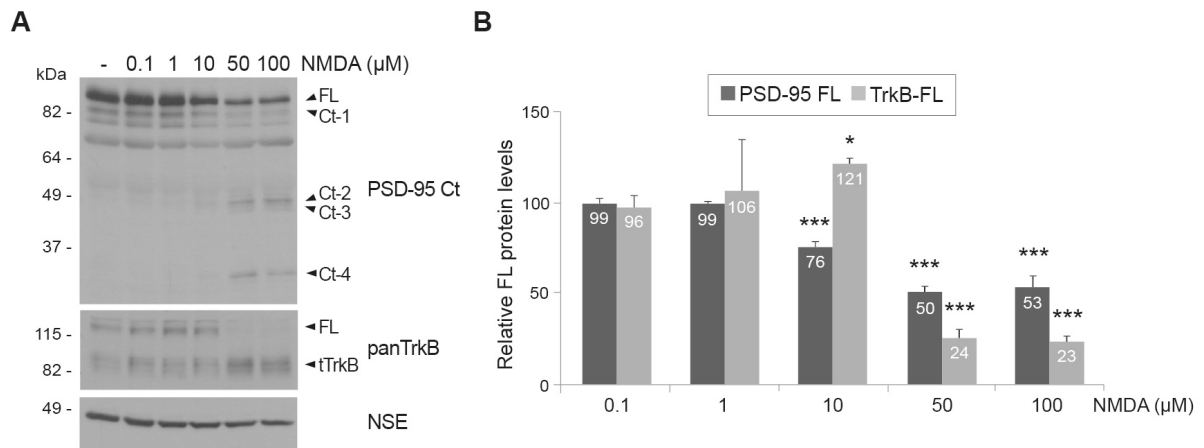 A
kDa
- 0.1 1 10 50 100 NMDA (µM)
82 -
64 -
49 -
37 -
FL
Ct-1
Ct-2
Ct-3
Ct-4
PSD-95 Ct
115 -
82 -
FL
tTrkB
panTrkB
49 -
NSE
B
PSD-95 FL TrkB-FL
Relative FL protein levels
150
100
50
0
99 96
99 106
*** 76 * 121
*** 50 *** 24
*** 53 *** 23
0.1 1 10 50 100 NMDA (µM)